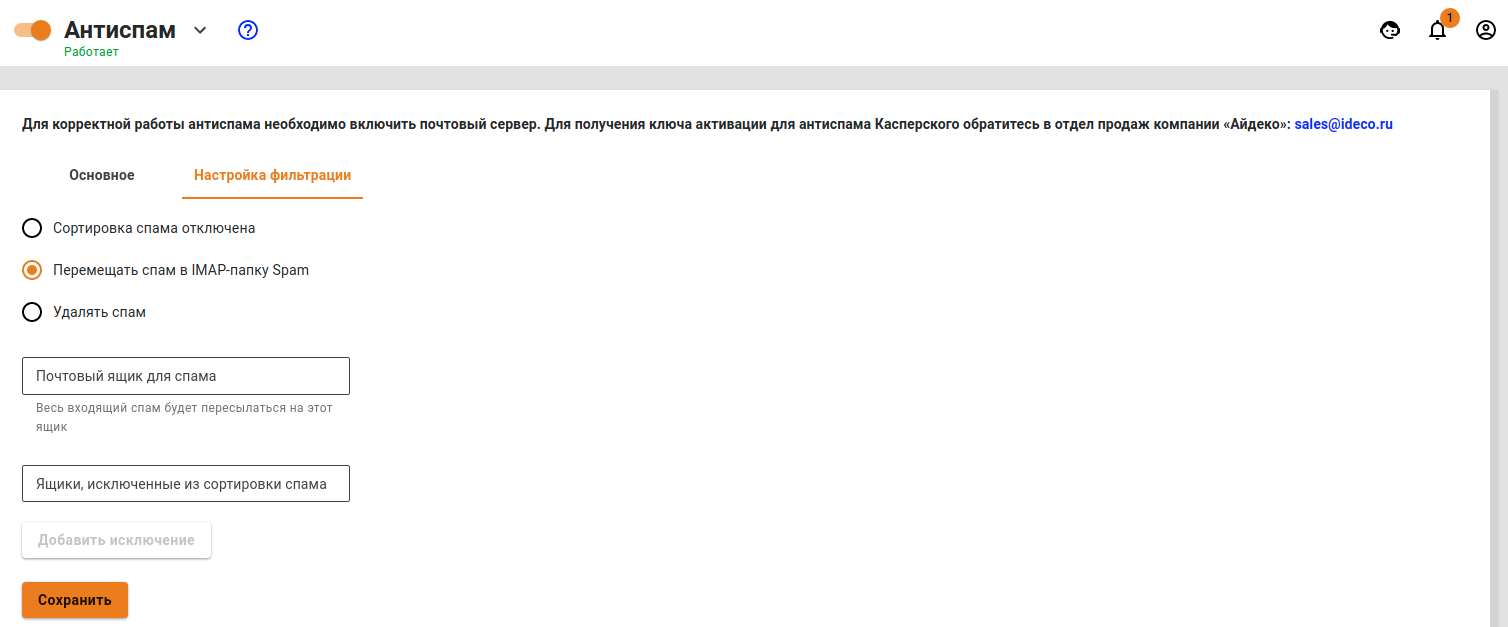 Антиспам
Работает
1
Для корректной работы антиспама необходимо включить почтовый сервер. Для получения ключа активации для антиспама Касперского обратитесь в отдел продаж компании «Айдеко»: sales@ideco.ru
Основное
Настройка фильтрации
Сортировка спама отключена
Перемещать спам в IMAP-папку Spam
Удалять спам
Почтовый ящик для спама
Весь входящий спам будет пересылаться на этот
ящик
Ящики, исключенные из сортировки спама
Добавить исключение
Сохранить